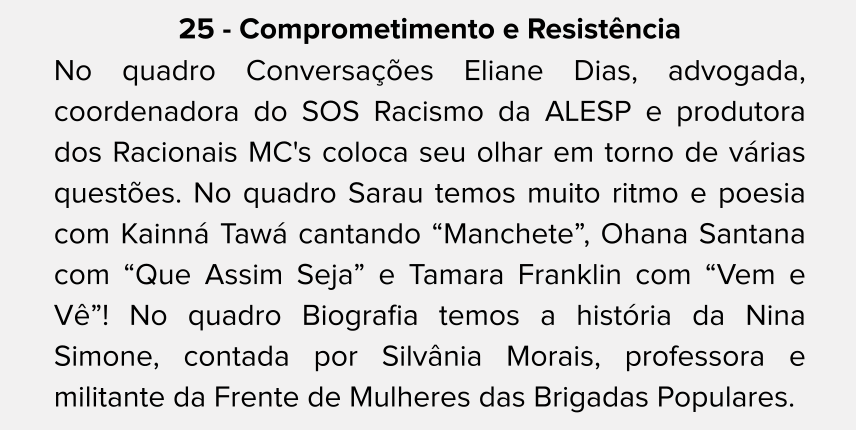 25 - Comprometimento e Resistência
No quadro Conversações Eliane Dias, advogada,
coordenadora do SOS Racismo da ALESP e produtora
dos Racionais MC's coloca seu olhar em torno de várias
questões. No quadro Sarau temos muito ritmo e poesia
com Kainná Tawá cantando “Manchete”, Ohana Santana
com “Que Assim Seja” e Tamara Franklin com “Vem e
Vê”! No quadro Biografia temos a história da Nina
Simone, contada por Silvânia Morais, professora e
militante da Frente de Mulheres das Brigadas Populares.